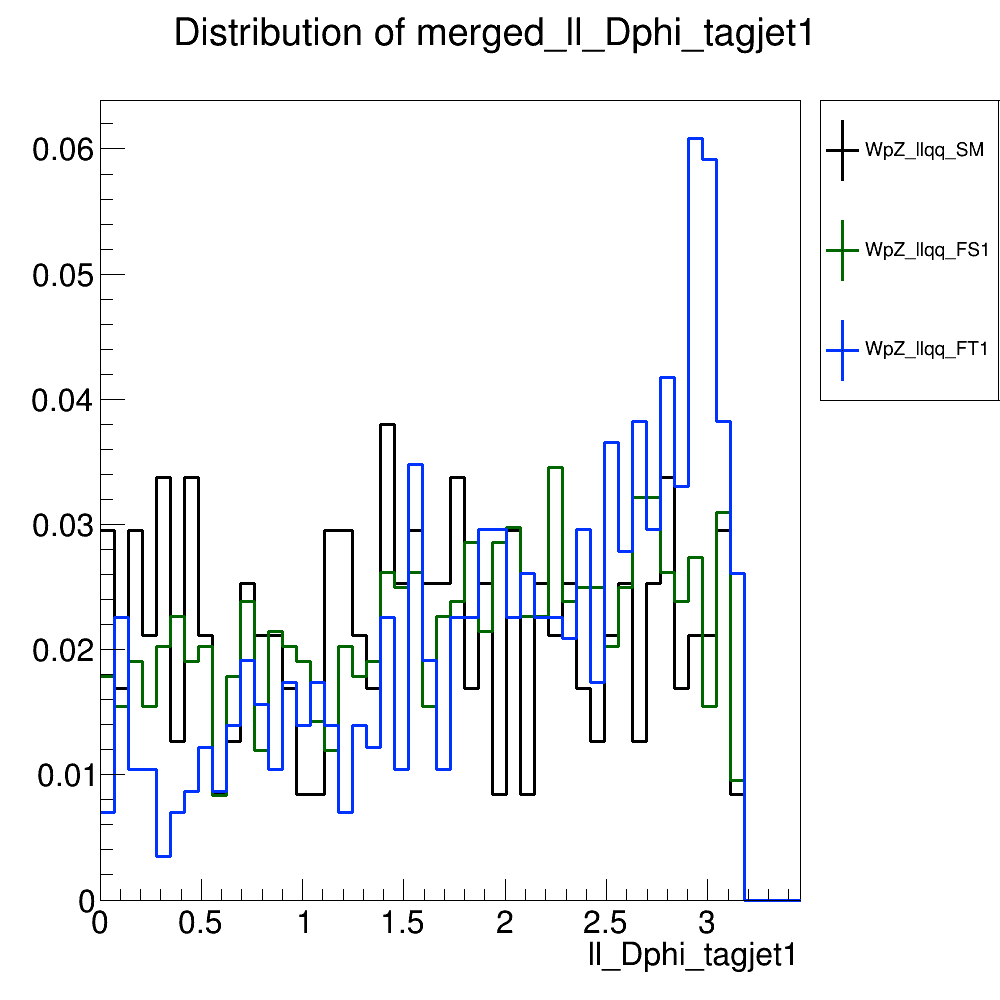 Distribution of merged_ll_Dphi_tagjet1
0.06
0.05
0.04
0.03
0.02
0.01
0
0 0.5 1 1.5 2 2.5 3
ll_Dphi_tagjet1
WpZ_llqq_SM
WpZ_llqq_FS1
WpZ_llqq_FT1